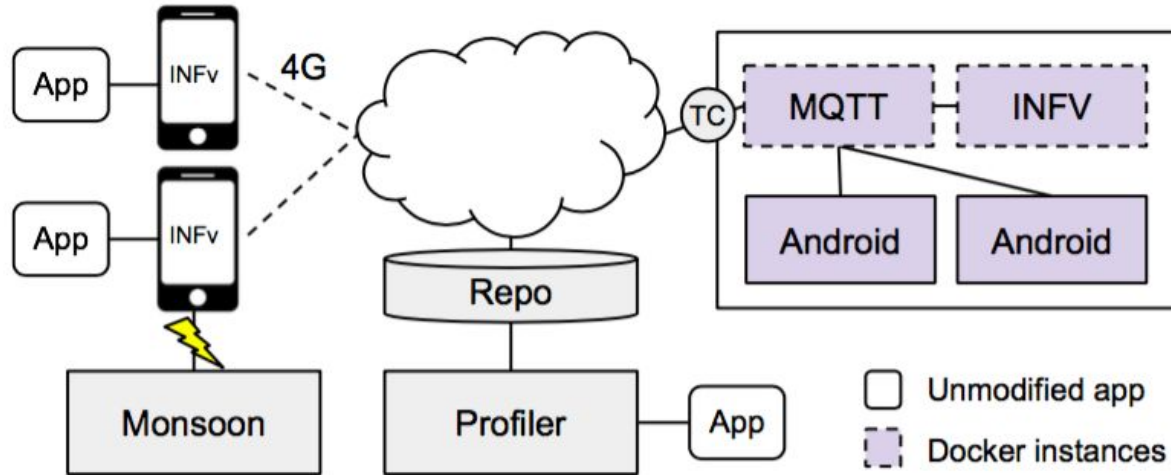 App
INFv
4G
App
INFv
TC
MQTT
INFV
Android
Android
Repo
Monsoon
Profiler
App
Unmodified app
Docker instances